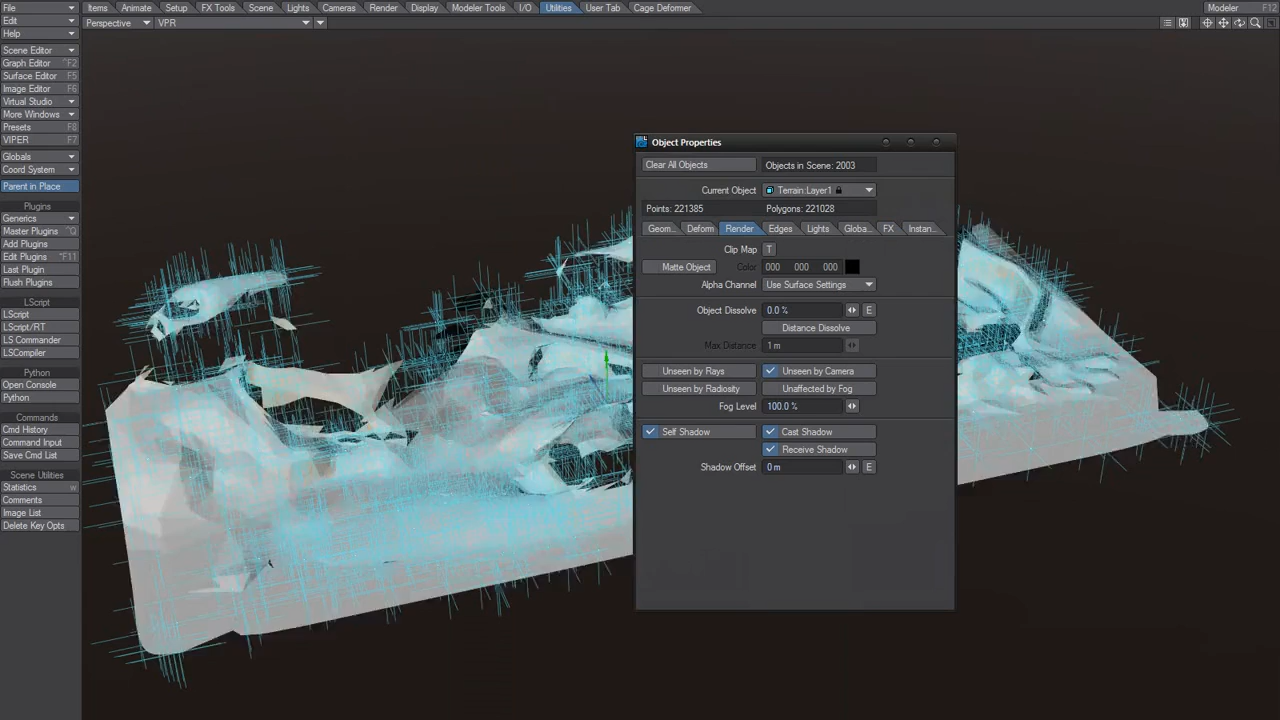 File Items Animate Setup FX Tools Scene Lights Cameras Render Display Modeler Tools I/O Utilities User Tab Cage Deformer Modeler F12
Edit Perspective VPR
Help
Scene Editor
Graph Editor ^F2
Surface Editor F5
Image Editor F6
Virtual Studio
More Windows
Presets F8
VIPER F7
Globals
Coord System
Parent in Place
Plugins
Generics
Master Plugins ^Q
Add Plugins
Edit Plugins ^F11
Last Plugin
Flush Plugins
LScript
LScript
LScript/RT
LS Commander
LSCompiler
Python
Open Console
Python
Commands
Cmd History
Command Input
Save Cmd List
Scene Utilities
Statistics w
Comments
Image List
Delete Key Opts
Object Properties
Clear All Objects Objects in Scene: 2003
Current Object Terrain:Layer1
Points: 221385 Polygons: 221028
Geom... Deform Render Edges Lights Globa... FX Instan...
Clip Map T
Matte Object Color 000 000 000
Alpha Channel Use Surface Settings
Object Dissolve 0.0 % E
Distance Dissolve
Max Distance 1 m
Unseen by Rays Unseen by Camera
Unseen by Radiosity Unaffected by Fog
Fog Level 100.0 %
Self Shadow Cast Shadow
Receive Shadow
Shadow Offset 0 m E